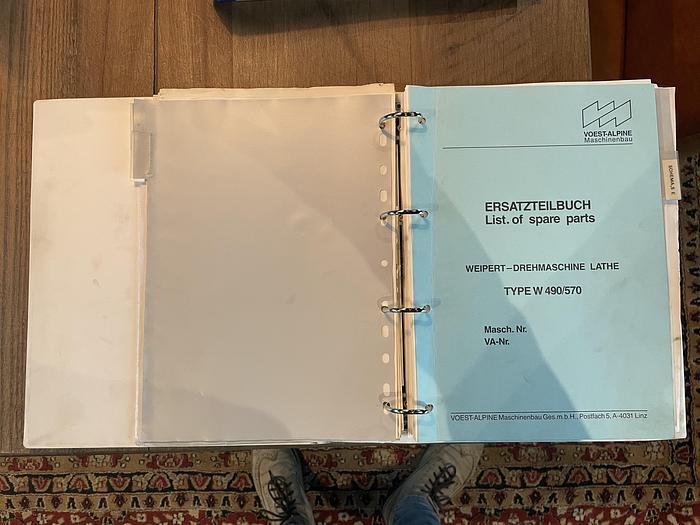 VOEST-ALPINE
Maschinenbau
ERSATZTEILBUCH
List. of spare parts
WEIPERT-DREHMASCHINE LATHE
TYPE W 490/570
Masch. Nr.
VA-Nr.
VOEST-ALPINE Maschinenbau Ges.m.b.H., Postfach 5, A-4031 Linz